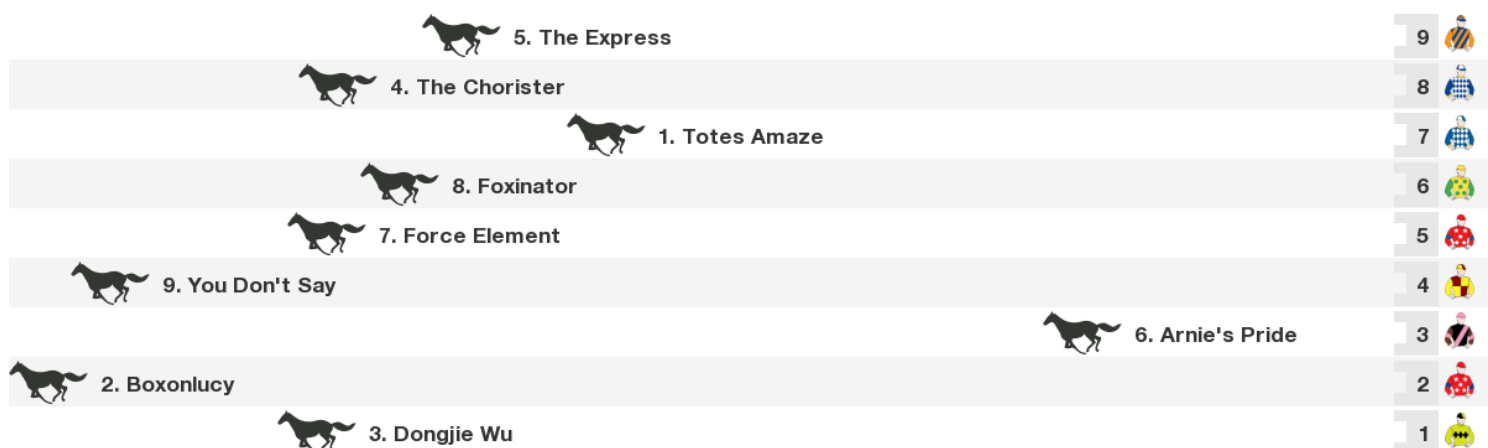 5. The Express 9
4. The Chorister 8
1. Totes Amaze 7
8. Foxinator 6
7. Force Element 5
9. You Don't Say 4
6. Arnie's Pride 3
2. Boxonlucy 2
3. Dongjie Wu 1